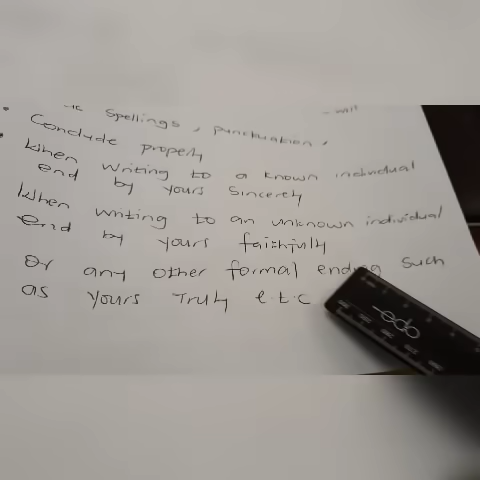 Spellings, punctuation,
- will
Conclude properly
When writing to a known individual
end by yours Sincerely
When writing to an unknown individual
end by yours faithfully
or any other formal ending such
as yours Truly e.t.c